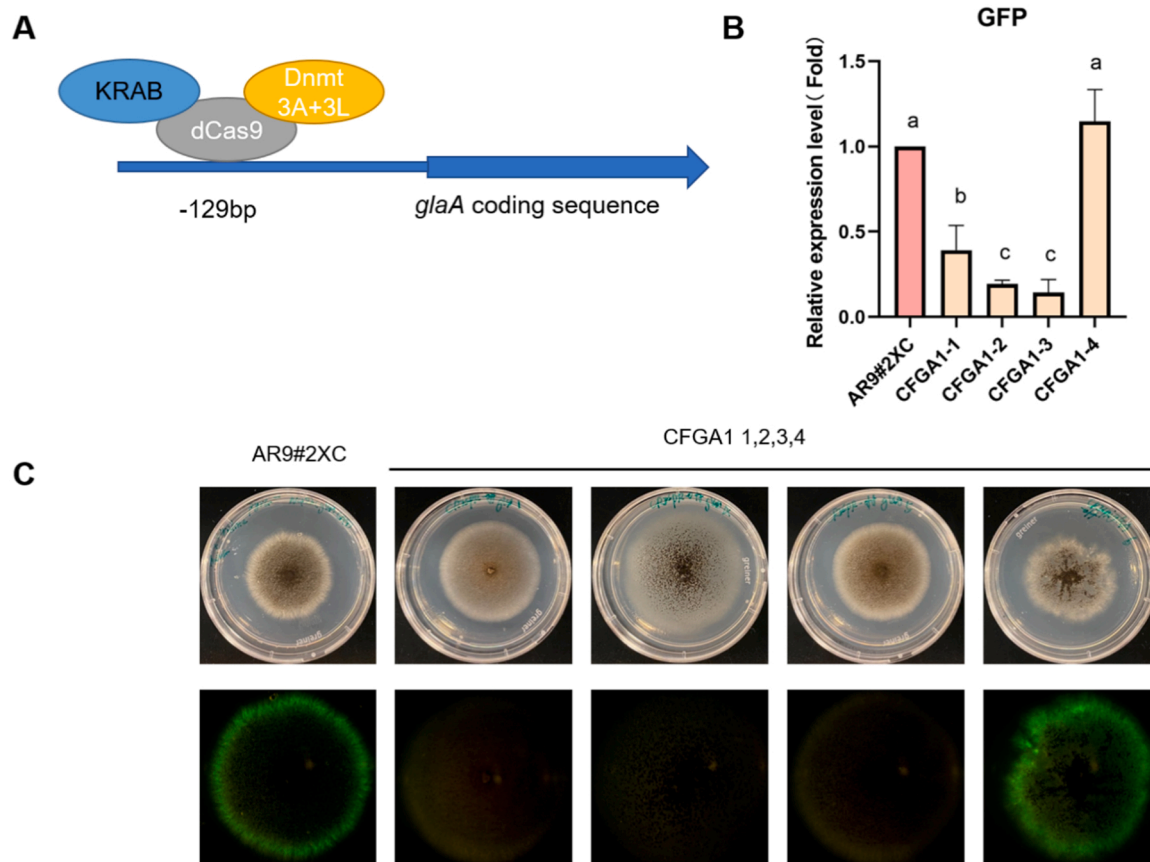 A
KRAB
Dnmt
3A+3L
dCas9
-129bp
glaA coding sequence
B
GFP
Relative expression level( Fold)
1.5
1.0
0.5
0.0
a
b
c
c
a
AR9#2XC
CFGA1-1
CFGA1-2
CFGA1-3
CFGA1-4
C
AR9#2XC
CFGA1 1,2,3,4
greiner
greiner
greiner
greiner
greiner